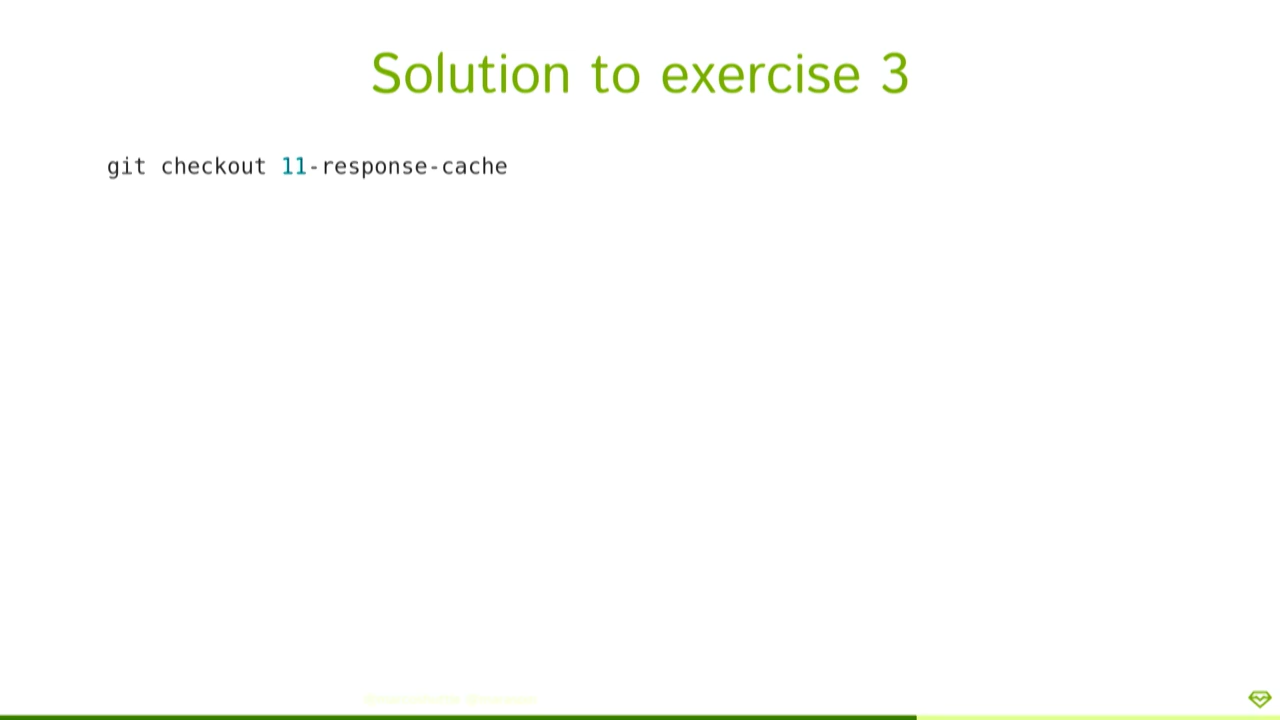 Solution to exercise 3
git checkout 11-response-cache